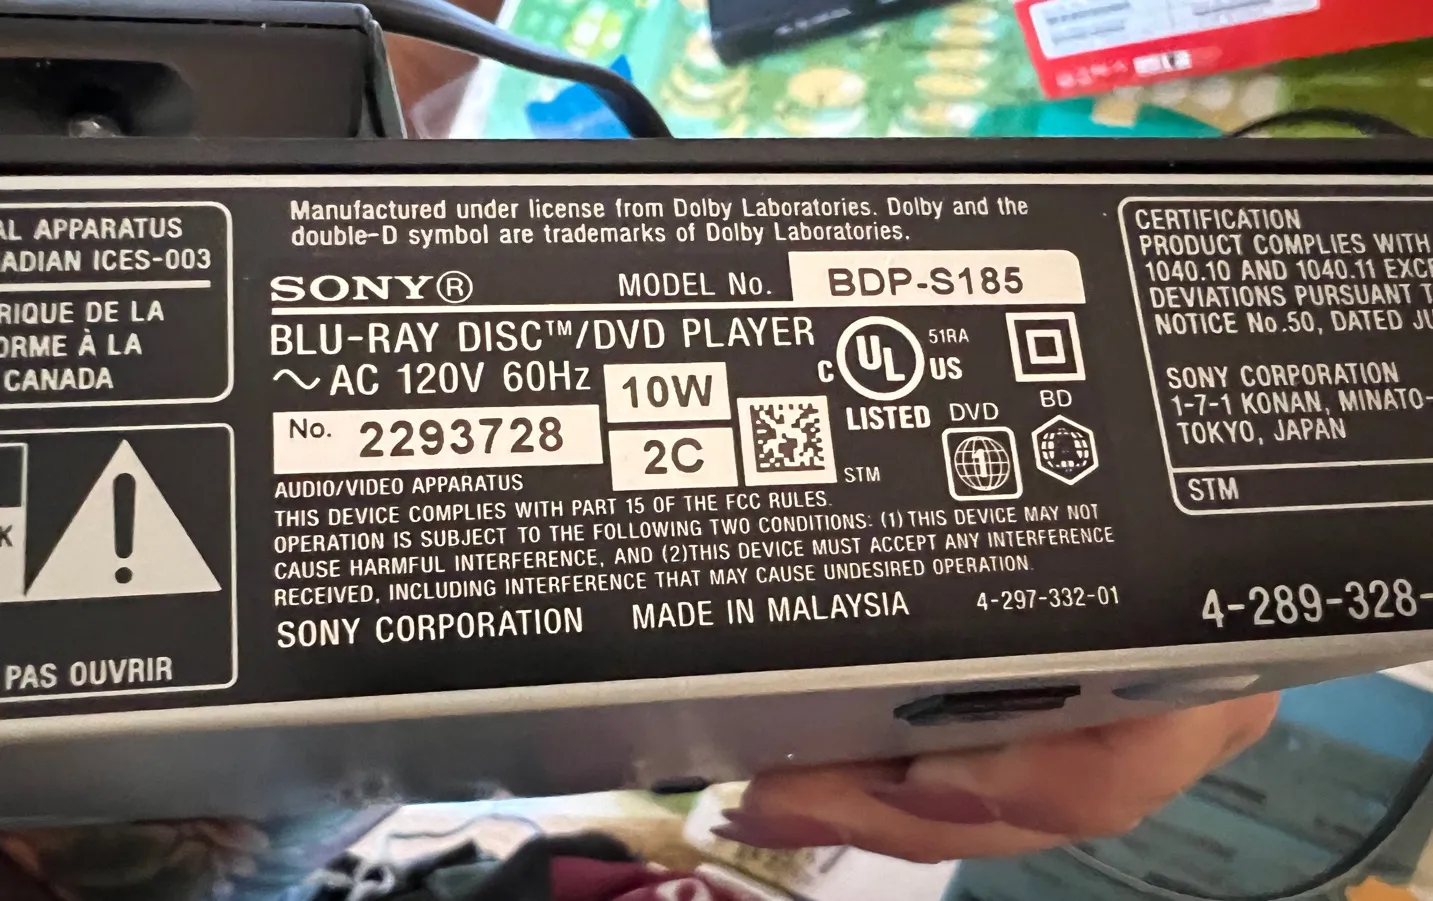 AL APPARATUS
ADIAN ICES-003
RIQUE DE LA
ORME À LA
CANADA
K
PAS OUVRIR
Manufactured under license from Dolby Laboratories. Dolby and the
double-D symbol are trademarks of Dolby Laboratories.
SONY® MODEL No. BDP-S185
BLU-RAY DISC™/DVD PLAYER
∼ AC 120V 60Hz 10W
No. 2293728 2C
C UL US 51RA
LISTED
DVD BD
1
STM
AUDIO/VIDEO APPARATUS
THIS DEVICE COMPLIES WITH PART 15 OF THE FCC RULES.
OPERATION IS SUBJECT TO THE FOLLOWING TWO CONDITIONS: (1) THIS DEVICE MAY NOT
CAUSE HARMFUL INTERFERENCE, AND (2)THIS DEVICE MUST ACCEPT ANY INTERFERENCE
RECEIVED, INCLUDING INTERFERENCE THAT MAY CAUSE UNDESIRED OPERATION.
SONY CORPORATION MADE IN MALAYSIA 4-297-332-01
CERTIFICATION
PRODUCT COMPLIES WITH
1040.10 AND 1040.11 EXC
DEVIATIONS PURSUANT T
NOTICE No.50, DATED JU
SONY CORPORATION
1-7-1 KONAN, MINATO-
TOKYO, JAPAN
STM
4-289-328-